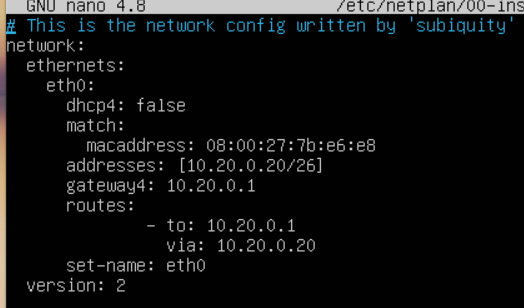 GNU nano 4.8 /etc/netplan/00-ins
# This is the network config written by 'subiquity'
network:
  ethernets:
    eth0:
      dhcp4: false
      match:
        macaddress: 08:00:27:7b:e6:e8
      addresses: [10.20.0.20/26]
      gateway4: 10.20.0.1
      routes:
              - to: 10.20.0.1
                via: 10.20.0.20
      set-name: eth0
  version: 2